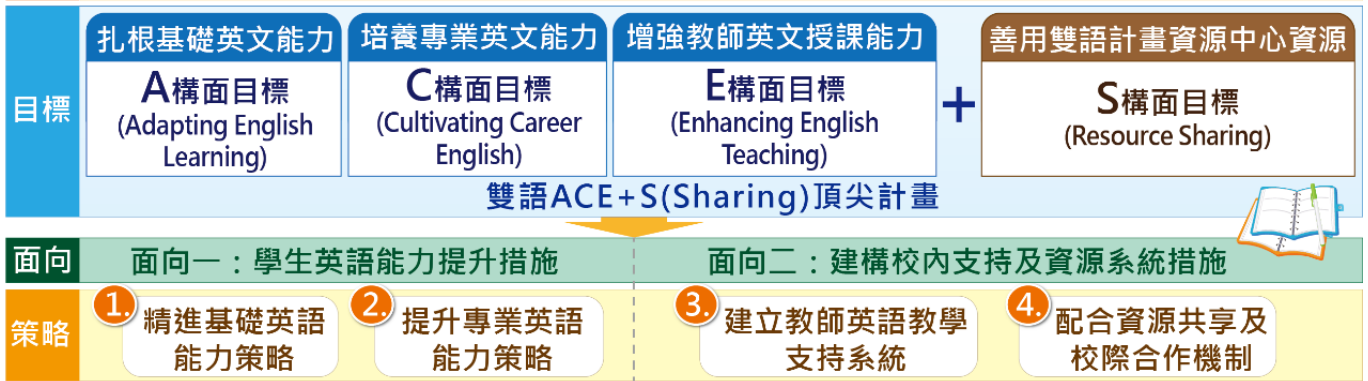 目標
扎根基礎英文能力
A構面目標
(Adapting English
Learning)
培養專業英文能力
C構面目標
(Cultivating Career
English)
增強教師英文授課能力
E構面目標
(Enhancing English
Teaching)
+
善用雙語計畫資源中心資源
S構面目標
(Resource Sharing)
雙語ACE+S(Sharing)頂尖計畫
面向
面向一：學生英語能力提升措施
面向二：建構校內支持及資源系統措施
策略
1.
精進基礎英語
能力策略
2.
提升專業英語
能力策略
3.
建立教師英語教學
支持系統
4.
配合資源共享及
校際合作機制